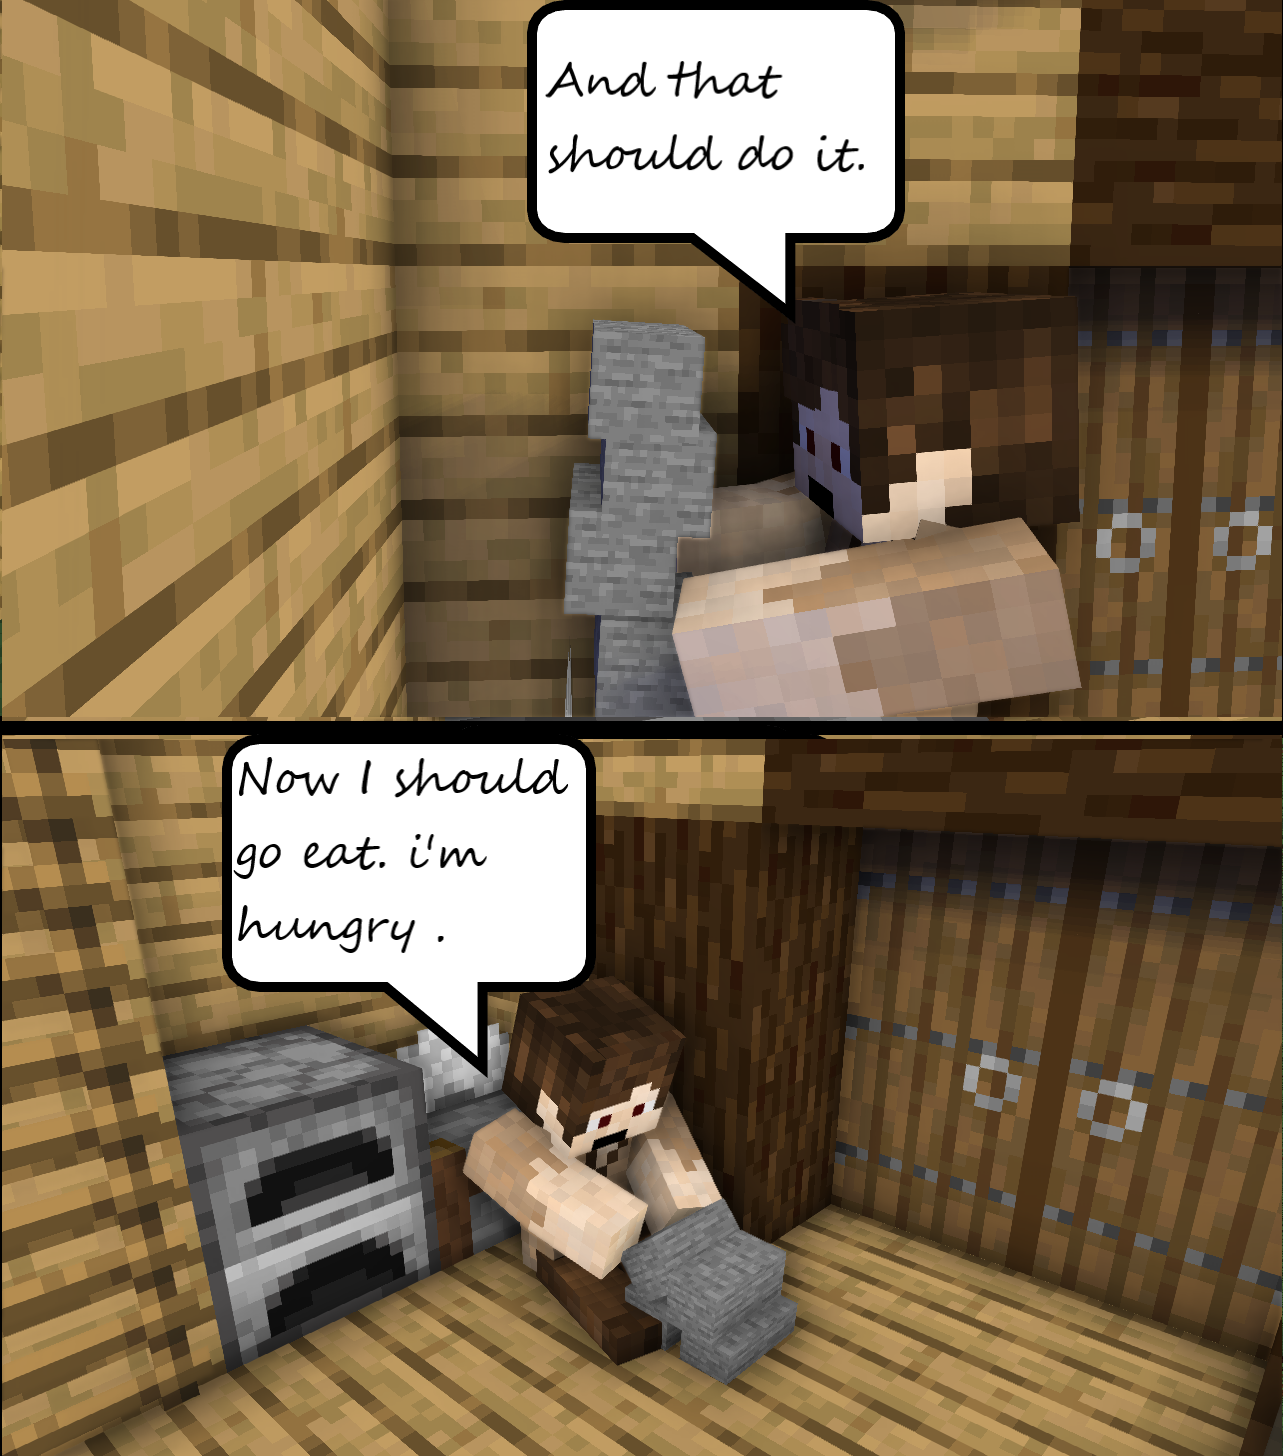 And that
should do it.
Now I should
go eat. i'm
hungry .